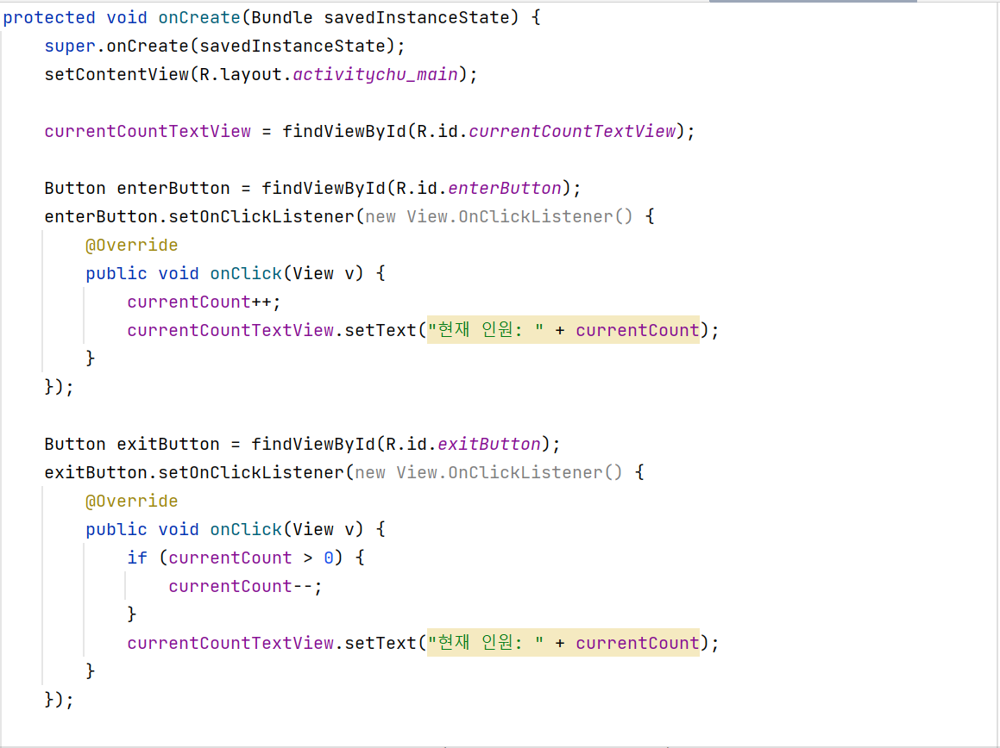 protected void onCreate(Bundle savedInstanceState) {
    super.onCreate(savedInstanceState);
    setContentView(R.layout.activitychu_main);

    currentCountTextView = findViewById(R.id.currentCountTextView);

    Button enterButton = findViewById(R.id.enterButton);
    enterButton.setOnClickListener(new View.OnClickListener() {
        @Override
        public void onClick(View v) {
            currentCount++;
            currentCountTextView.setText("현재 인원: " + currentCount);
        }
    });

    Button exitButton = findViewById(R.id.exitButton);
    exitButton.setOnClickListener(new View.OnClickListener() {
        @Override
        public void onClick(View v) {
            if (currentCount > 0) {
                currentCount--;
            }
            currentCountTextView.setText("현재 인원: " + currentCount);
        }
    });